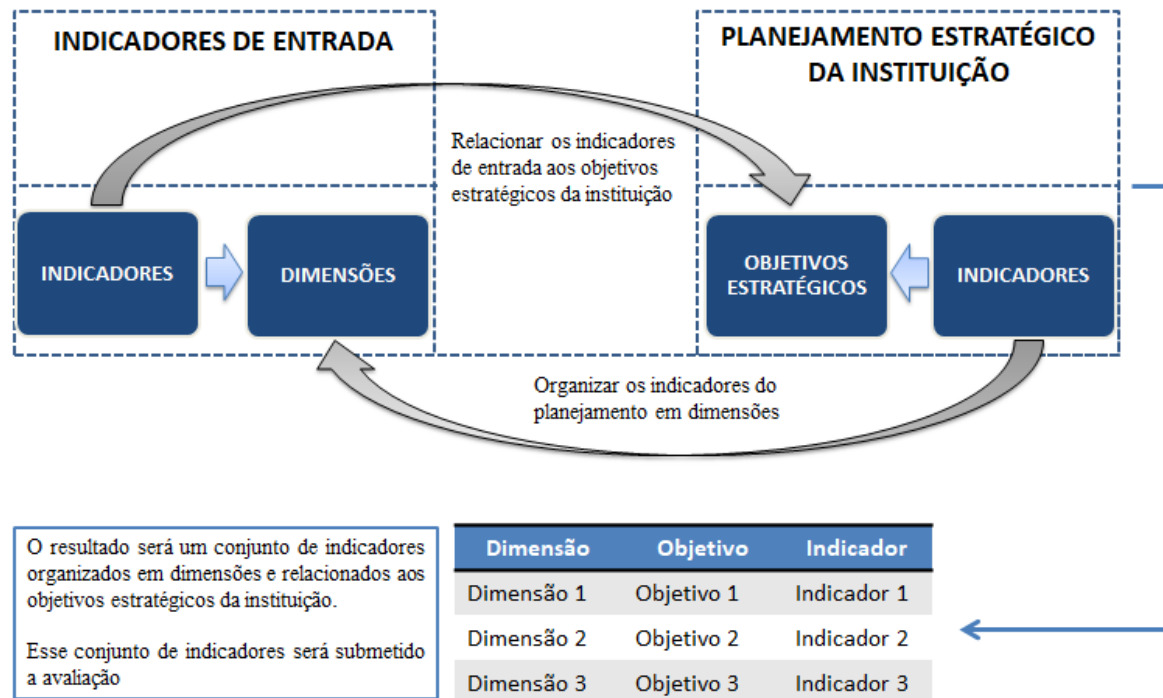 INDICADORES DE ENTRADA
PLANEJAMENTO ESTRATÉGICO
DA INSTITUIÇÃO
Relacionar os indicadores
de entrada aos objetivos
estratégicos da instituição
INDICADORES
DIMENSÕES
OBJETIVOS
ESTRATÉGICOS
INDICADORES
Organizar os indicadores do
planejamento em dimensões
O resultado será um conjunto de indicadores
organizados em dimensões e relacionados aos
objetivos estratégicos da instituição.
Esse conjunto de indicadores será submetido
a avaliação
Dimensão Objetivo Indicador
Dimensão 1 Objetivo 1 Indicador 1
Dimensão 2 Objetivo 2 Indicador 2
Dimensão 3 Objetivo 3 Indicador 3